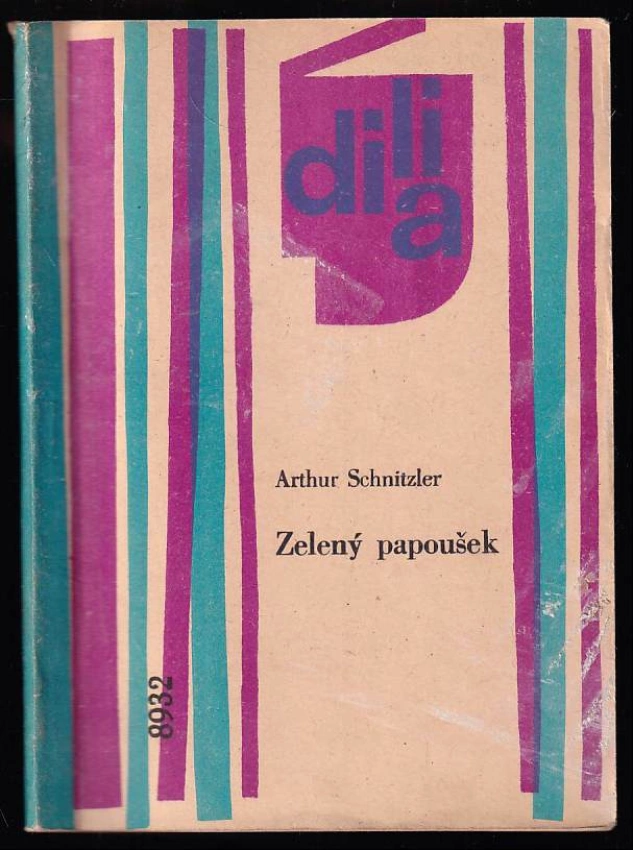 dilia
Arthur Schnitzler
Zelený papoušek
8932